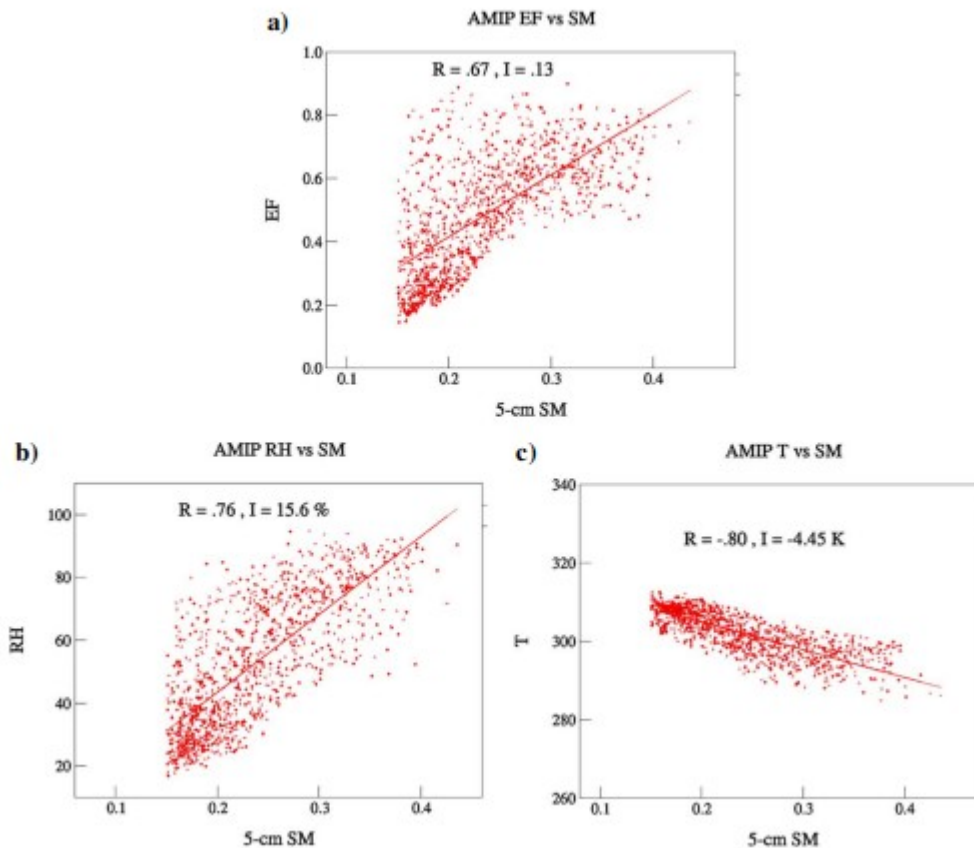 a)
AMIP EF vs SM
R = .67 , I = .13
1.0
0.8
0.6
0.4
0.2
0.0
EF
0.1 0.2 0.3 0.4
5-cm SM
b)
AMIP RH vs SM
R = .76 , I = 15.6 %
100
80
60
40
20
RH
0.1 0.2 0.3 0.4
5-cm SM
c)
AMIP T vs SM
R = -.80 , I = -4.45 K
340
320
300
280
260
T
0.1 0.2 0.3 0.4
5-cm SM